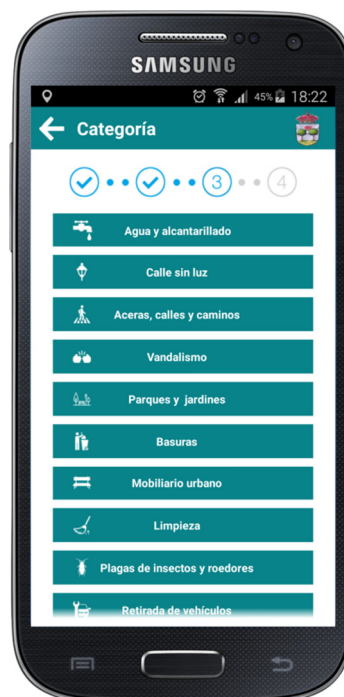 SAMSUNG
45% 18:22
Categoría
3 4
Agua y alcantarillado
Calle sin luz
Aceras, calles y caminos
Vandalismo
Parques y jardines
Basuras
Mobiliario urbano
Limpieza
Plagas de insectos y roedores
Retirada de vehículos